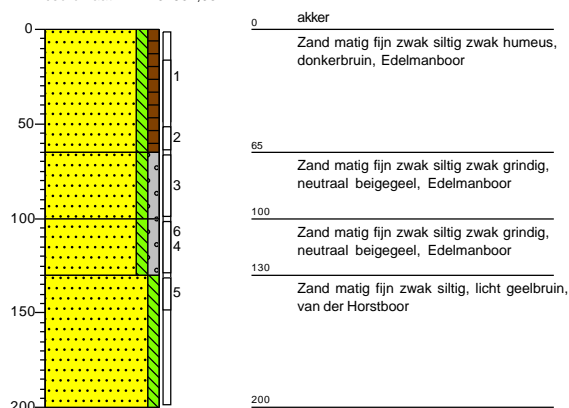 0
50
100
150
200
1
2
3
6
4
5
0
akker
Zand matig fijn zwak siltig zwak humeus,
donkerbruin, Edelmanboor
65
Zand matig fijn zwak siltig zwak grindig,
neutraal beigegeel, Edelmanboor
100
Zand matig fijn zwak siltig zwak grindig,
neutraal beigegeel, Edelmanboor
130
Zand matig fijn zwak siltig, licht geelbruin,
van der Horstboor
200